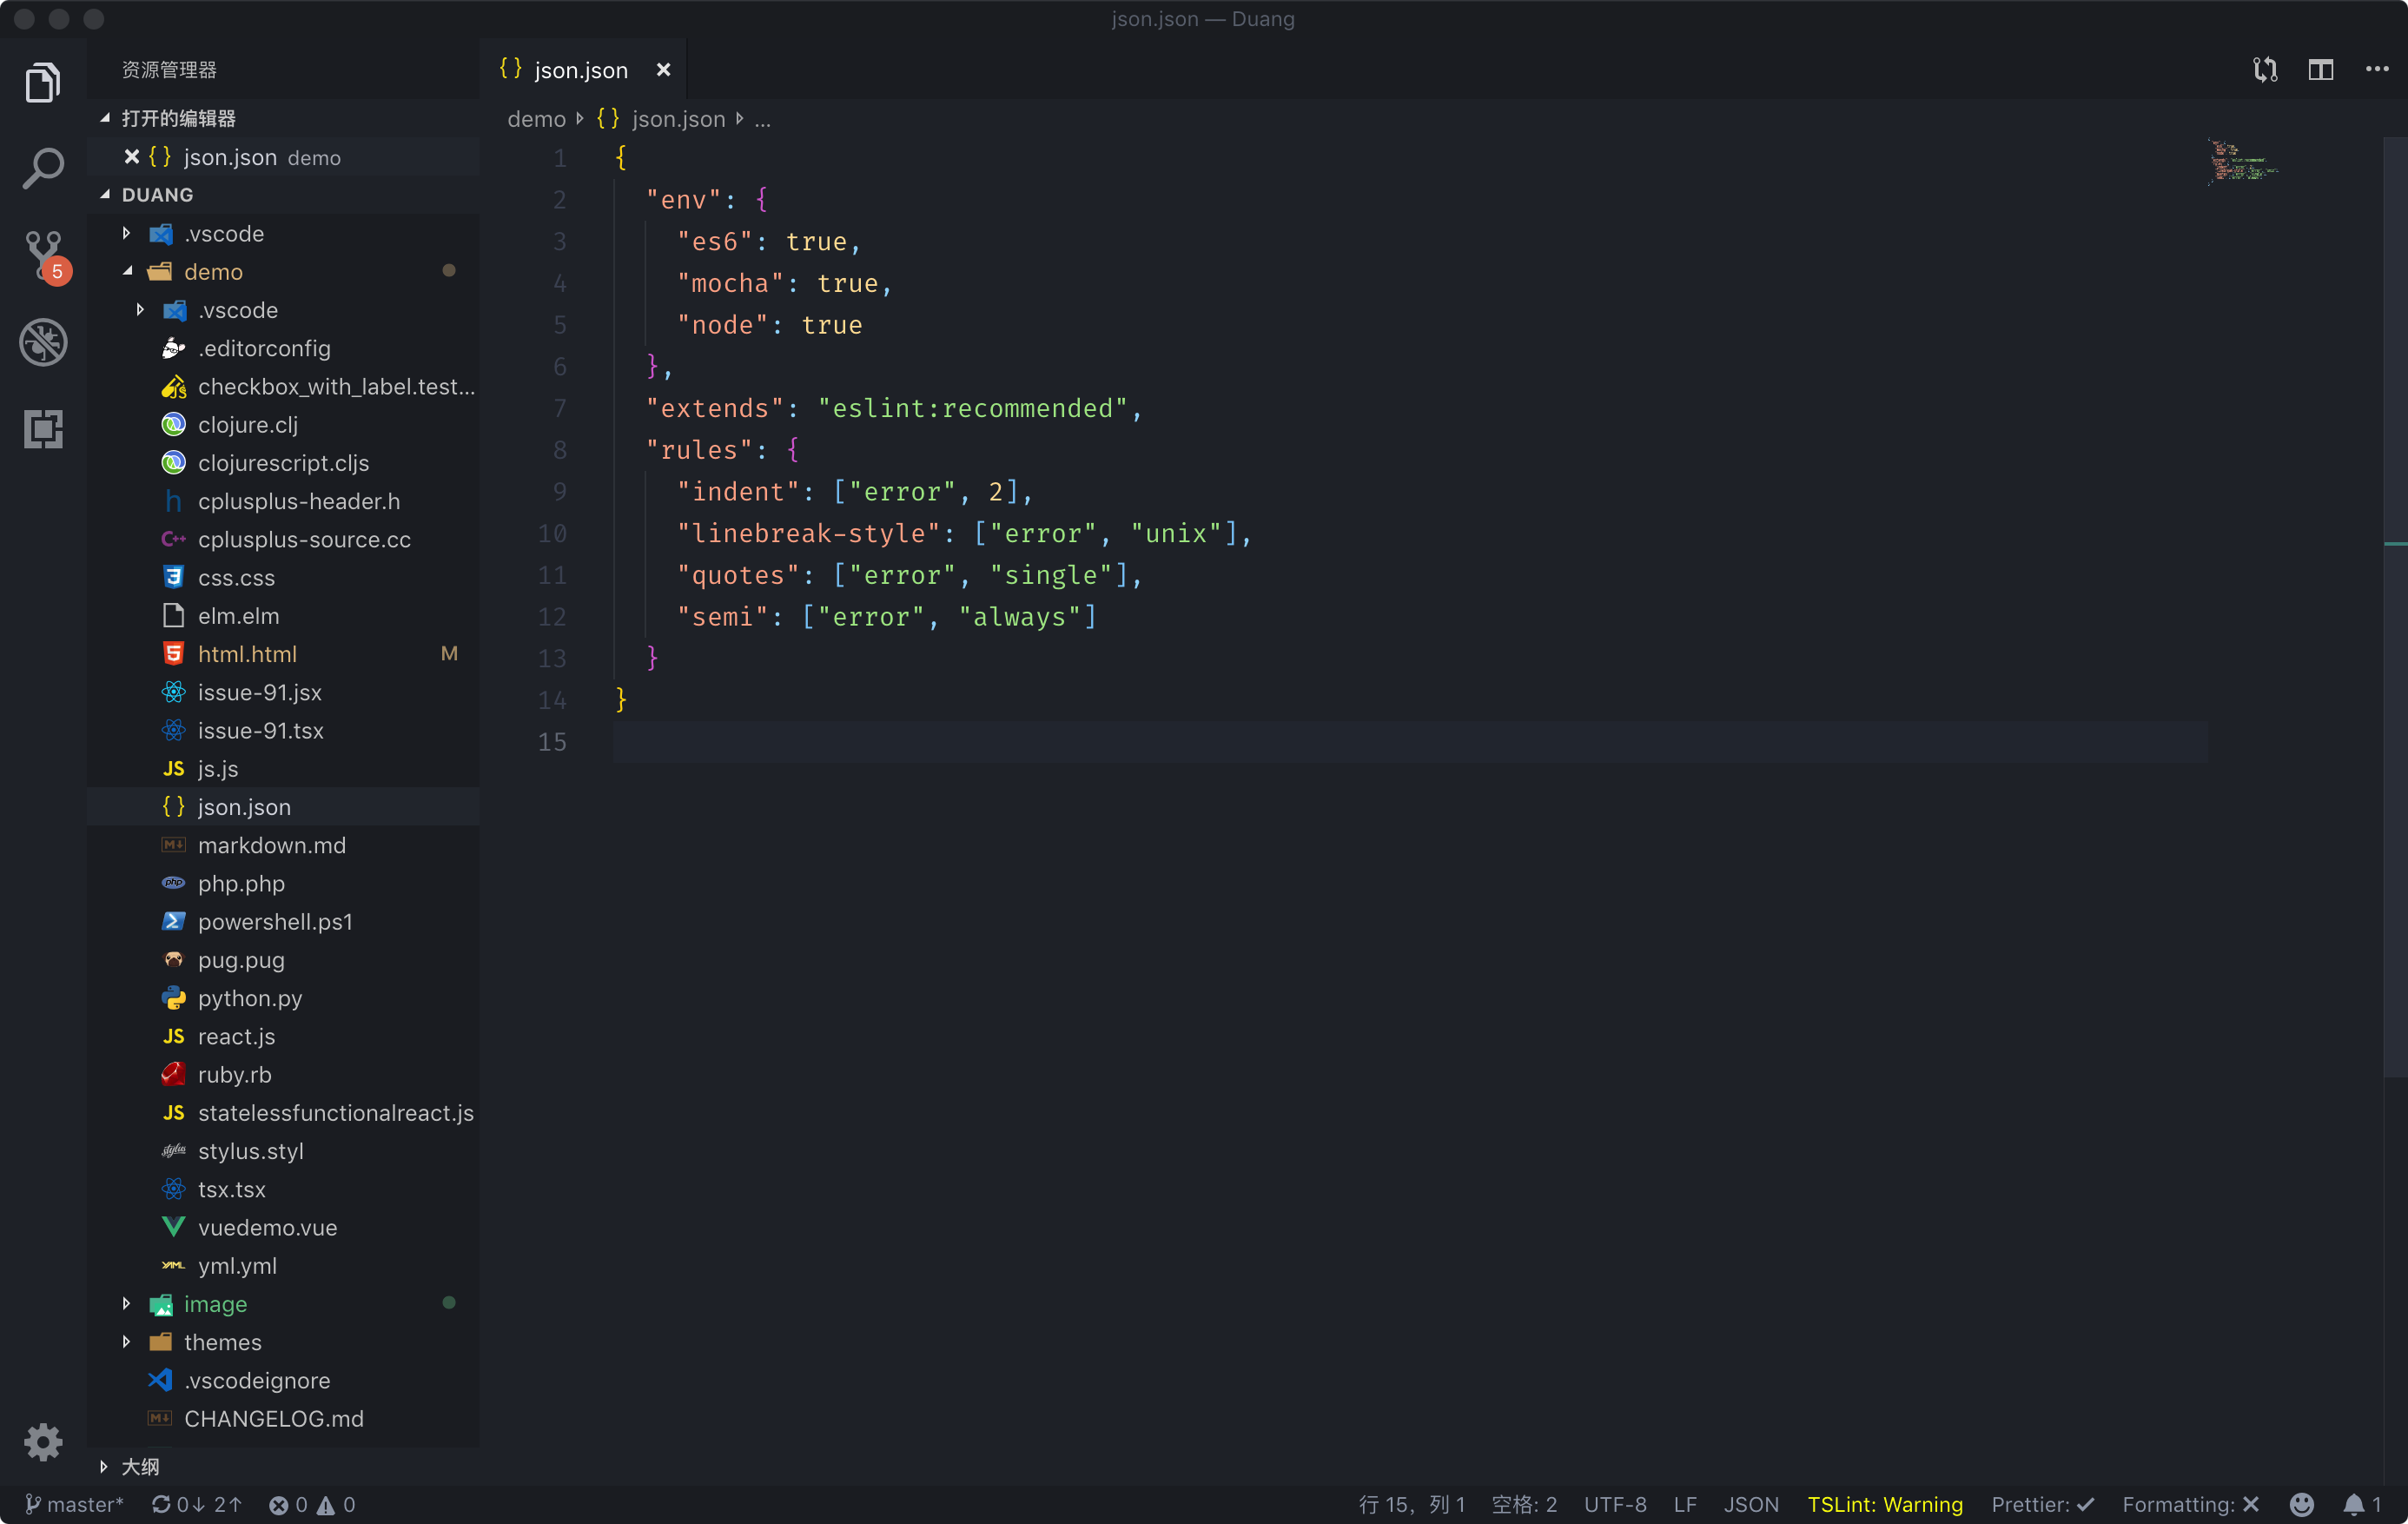 json.json — Duang
资源管理器
打开的编辑器
json.json demo
DUANG
.vscode
demo
.vscode
.editorconfig
checkbox_with_label.test...
clojure.clj
clojurescript.cljs
h cplusplus-header.h
C++ cplusplus-source.cc
css.css
elm.elm
html.html M
issue-91.jsx
issue-91.tsx
JS js.js
{ } json.json
M↓ markdown.md
php php.php
powershell.ps1
pug.pug
python.py
JS react.js
ruby.rb
JS statelessfunctionalreact.js
stylus stylus.styl
tsx.tsx
vuedemo.vue
YAML yml.yml
image
themes
.vscodeignore
M↓ CHANGELOG.md
大纲
5
{ } json.json ×
demo { } json.json ...
1 {
2 "env": {
3 "es6": true,
4 "mocha": true,
5 "node": true
6 },
7 "extends": "eslint:recommended",
8 "rules": {
9 "indent": ["error", 2],
10 "linebreak-style": ["error", "unix"],
11 "quotes": ["error", "single"],
12 "semi": ["error", "always"]
13 }
14 }
15
master* 0↓ 2↑ 0 0 行 15，列 1 空格: 2 UTF-8 LF JSON TSLint: Warning Prettier: ✓ Formatting: ✕ 1